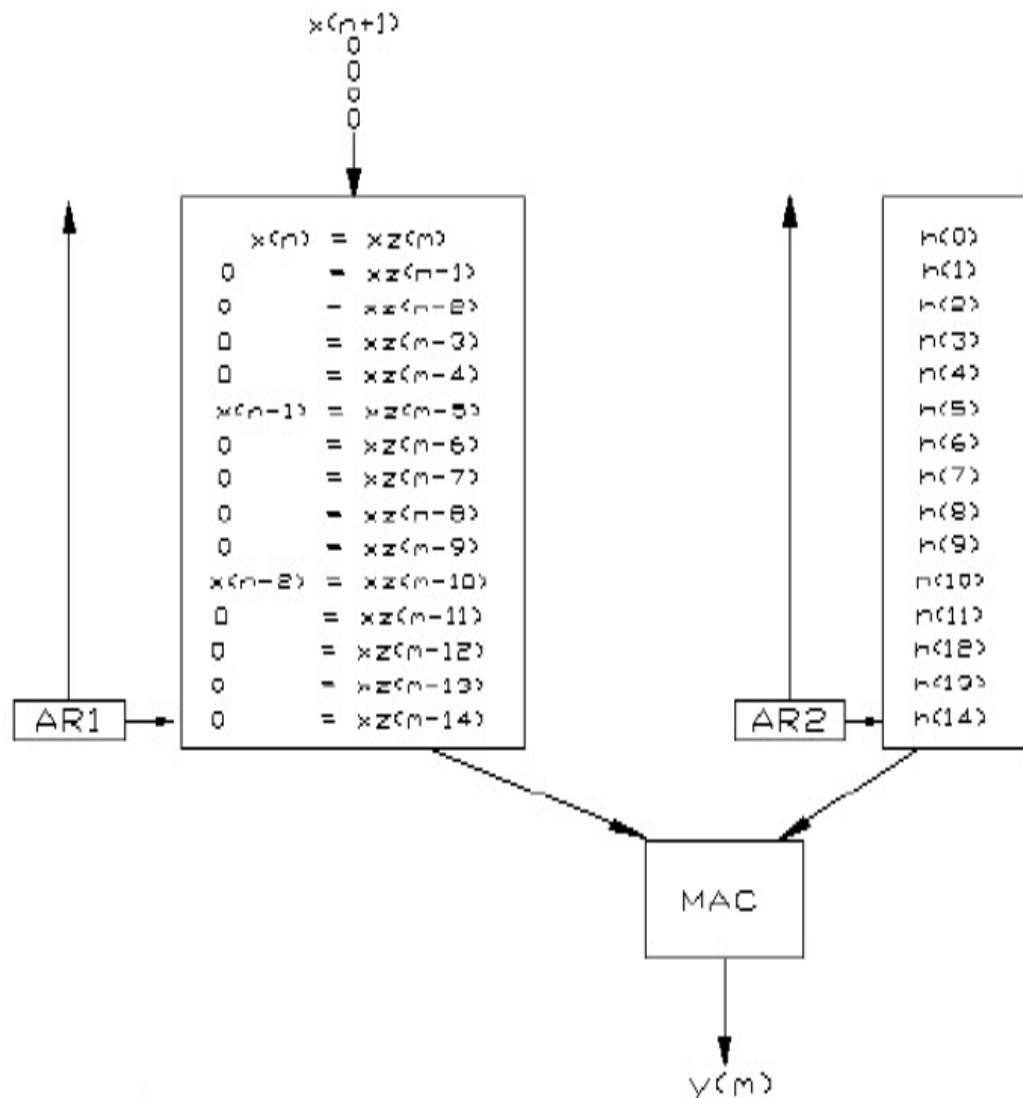 x(n+1)
0
0
0
0
x(n) = xz(m)
0 = xz(m-1)
0 = xz(m-2)
0 = xz(m-3)
0 = xz(m-4)
x(n-1) = xz(m-5)
0 = xz(m-6)
0 = xz(m-7)
0 = xz(m-8)
0 = xz(m-9)
x(n-2) = xz(m-10)
0 = xz(m-11)
0 = xz(m-12)
0 = xz(m-13)
0 = xz(m-14)
AR1
h(0)
h(1)
h(2)
h(3)
h(4)
h(5)
h(6)
h(7)
h(8)
h(9)
h(10)
h(11)
h(12)
h(13)
h(14)
AR2
MAC
y(m)